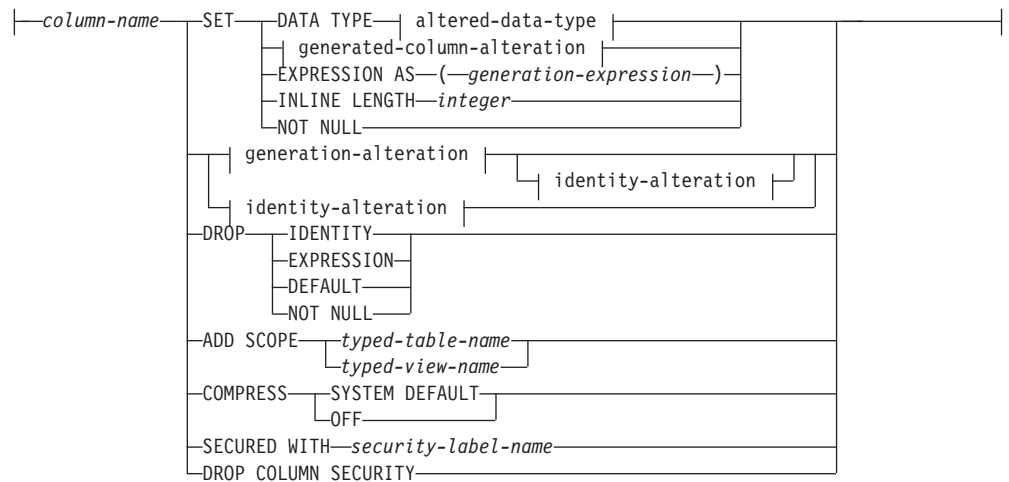 column-name SET DATA TYPE altered-data-type
generated-column-alteration
EXPRESSION AS ( generation-expression )
INLINE LENGTH integer
NOT NULL
generation-alteration
identity-alteration
identity-alteration
DROP IDENTITY
EXPRESSION
DEFAULT
NOT NULL
ADD SCOPE typed-table-name
typed-view-name
COMPRESS SYSTEM DEFAULT
OFF
SECURED WITH security-label-name
DROP COLUMN SECURITY